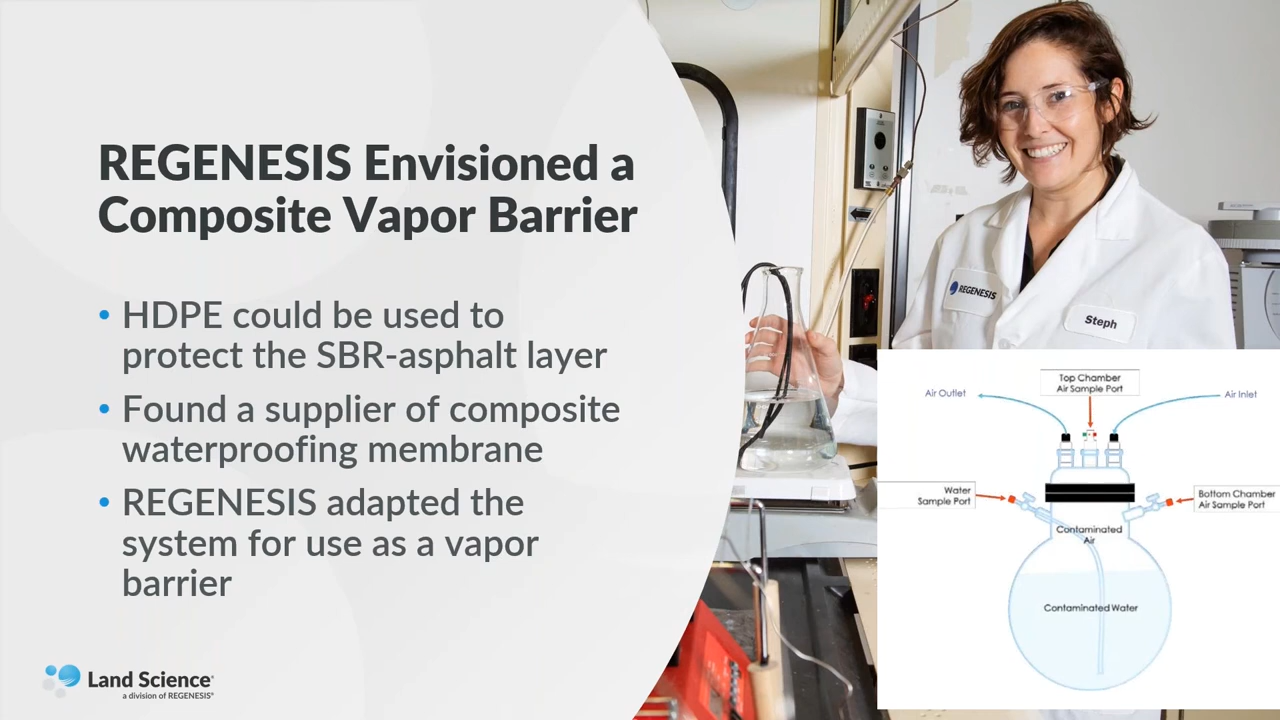 REGENESIS Envisioned a
Composite Vapor Barrier
• HDPE could be used to
protect the SBR-asphalt layer
• Found a supplier of composite
waterproofing membrane
• REGENESIS adapted the
system for use as a vapor
barrier
Land Science®
a division of REGENESIS®
REGENESIS
Steph
Top Chamber
Air Sample Port
Air Outlet
Air Inlet
Water
Sample Port
Bottom Chamber
Air Sample Port
Contaminated
Air
Contaminated Water